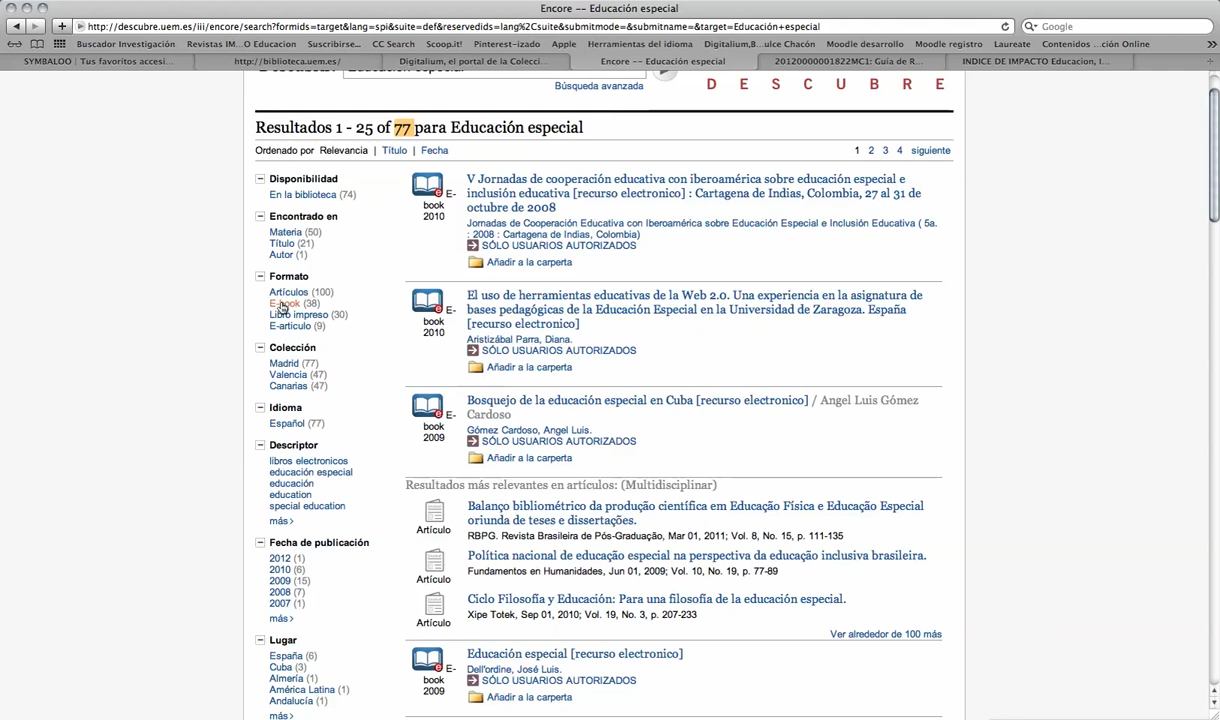 Encore -- Educación especial
http://descubre.uem.es/iii/encore/search?formids=target&lang=spi&suite=def&reservedids=lang%2Csuite&submitmode=&submitname=&target=Educación+especial
Google
Buscador Investigación
Revistas IM...O Educacion
Suscribirse...
CC Search
Scoop.it!
Pinterest-izado
Apple
Herramientas del idioma
Digitalium,B...ulce Chacón
Moodle desarrollo
Moodle registro
Laureate
Contenidos ...ción Online
SYMBALOO | Tus favoritos accesi...
http://biblioteca.uem.es/
Digitalium, el portal de la Colecci...
Encore -- Educación especial
20120000001822MC1: Guía de R...
INDICE DE IMPACTO Educacion, I...
Búsqueda avanzada
D E S C U B R E
Resultados 1 - 25 of 77 para Educación especial
Ordenado por Relevancia | Título | Fecha
1 2 3 4 siguiente
Disponibilidad
En la biblioteca (74)
Encontrado en
Materia (50)
Título (21)
Autor (1)
Formato
Artículos (100)
E-book (38)
Libro impreso (30)
E-articulo (9)
Colección
Madrid (77)
Valencia (47)
Canarias (47)
Idioma
Español (77)
Descriptor
libros electronicos
educación especial
educación
education
special education
más>
Fecha de publicación
2012 (1)
2010 (6)
2009 (15)
2008 (7)
2007 (1)
más>
Lugar
España (6)
Cuba (3)
Almería (1)
América Latina (1)
Andalucía (1)
más>
E-
book
2010
V Jornadas de cooperación educativa con iberoamérica sobre educación especial e
inclusión educativa [recurso electronico] : Cartagena de Indias, Colombia, 27 al 31 de
octubre de 2008
Jornadas de Cooperación Educativa con Iberoamérica sobre Educación Especial e Inclusión Educativa ( 5a.
: 2008 : Cartagena de Indias, Colombia)
SÓLO USUARIOS AUTORIZADOS
Añadir a la carperta
E-
book
2010
El uso de herramientas educativas de la Web 2.0. Una experiencia en la asignatura de
bases pedagógicas de la Educación Especial en la Universidad de Zaragoza. España
[recurso electronico]
Aristizábal Parra, Diana.
SÓLO USUARIOS AUTORIZADOS
Añadir a la carperta
E-
book
2009
Bosquejo de la educación especial en Cuba [recurso electronico] / Angel Luis Gómez
Cardoso
Gómez Cardoso, Angel Luis.
SÓLO USUARIOS AUTORIZADOS
Añadir a la carperta
Resultados más relevantes en artículos: (Multidisciplinar)
Artículo
Balanço bibliométrico da produção científica em Educação Física e Educação Especial
oriunda de teses e dissertações.
RBPG. Revista Brasileira de Pós-Graduação, Mar 01, 2011; Vol. 8, No. 15, p. 111-135
Artículo
Política nacional de educação especial na perspectiva da educação inclusiva brasileira.
Fundamentos en Humanidades, Jun 01, 2009; Vol. 10, No. 19, p. 77-89
Artículo
Ciclo Filosofía y Educación: Para una filosofía de la educación especial.
Xipe Totek, Sep 01, 2010; Vol. 19, No. 3, p. 207-233
Ver alrededor de 100 más
E-
book
2009
Educación especial [recurso electronico]
Dell'ordine, José Luis.
SÓLO USUARIOS AUTORIZADOS
Añadir a la carperta